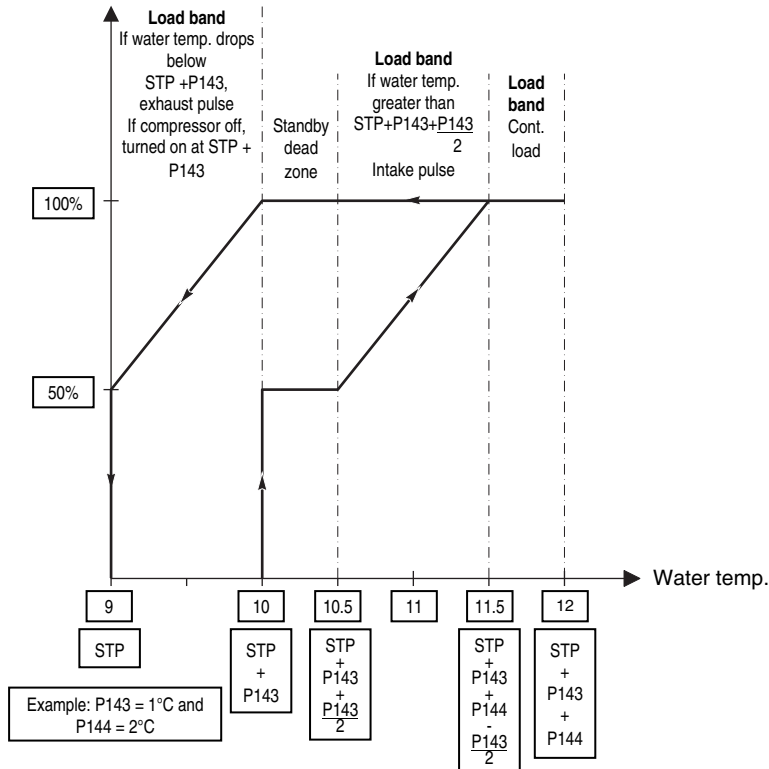 Load band
If water temp. drops
below
STP +P143,
exhaust pulse
If compressor off,
turned on at STP +
P143
Standby
dead
zone
Load band
If water temp.
greater than
STP+P143+P143
2
Intake pulse
Load
band
Cont.
load
100%
50%
Water temp.
9
10
10.5
11
11.5
12
STP
STP
+
P143
STP
+
P143
+
P143
2
STP
+
P143
+
P144
-
P143
2
STP
+
P143
+
P144
Example: P143 = 1°C and
P144 = 2°C